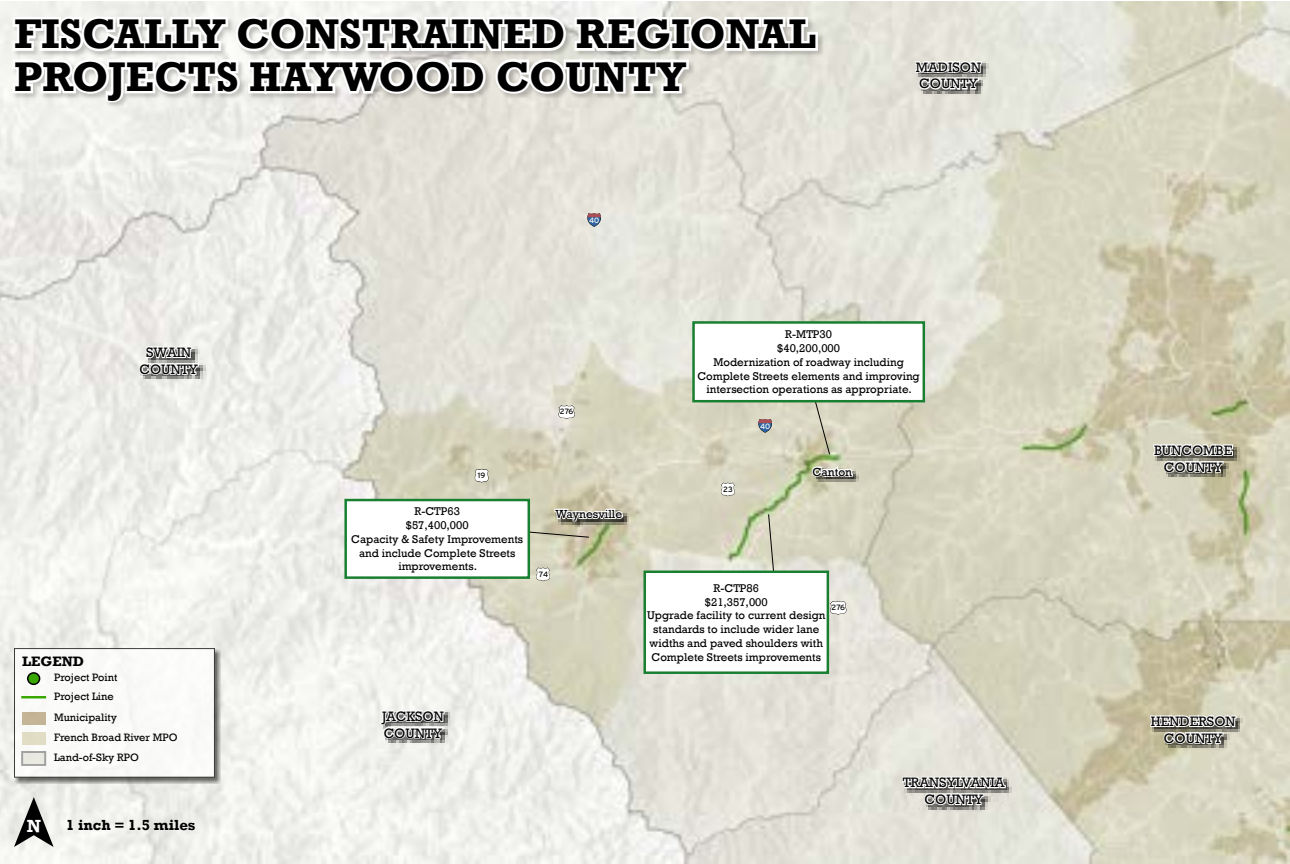 FISCALLY CONSTRAINED REGIONAL
PROJECTS HAYWOOD COUNTY
MADISON
COUNTY
40
SWAIN
COUNTY
R-MTP30
$40,200,000
Modernization of roadway including
Complete Streets elements and improving
intersection operations as appropriate.
276
40
BUNCOMBE
COUNTY
Canton
19
23
R-CTP63
$57,400,000
Capacity & Safety Improvements
and include Complete Streets
improvements.
Waynesville
74
R-CTP86
$21,357,000
Upgrade facility to current design
standards to include wider lane
widths and paved shoulders with
Complete Streets improvements
276
LEGEND
Project Point
Project Line
Municipality
French Broad River MPO
Land-of-Sky RPO
JACKSON
COUNTY
HENDERSON
COUNTY
TRANSYLVANIA
COUNTY
N
1 inch = 1.5 miles